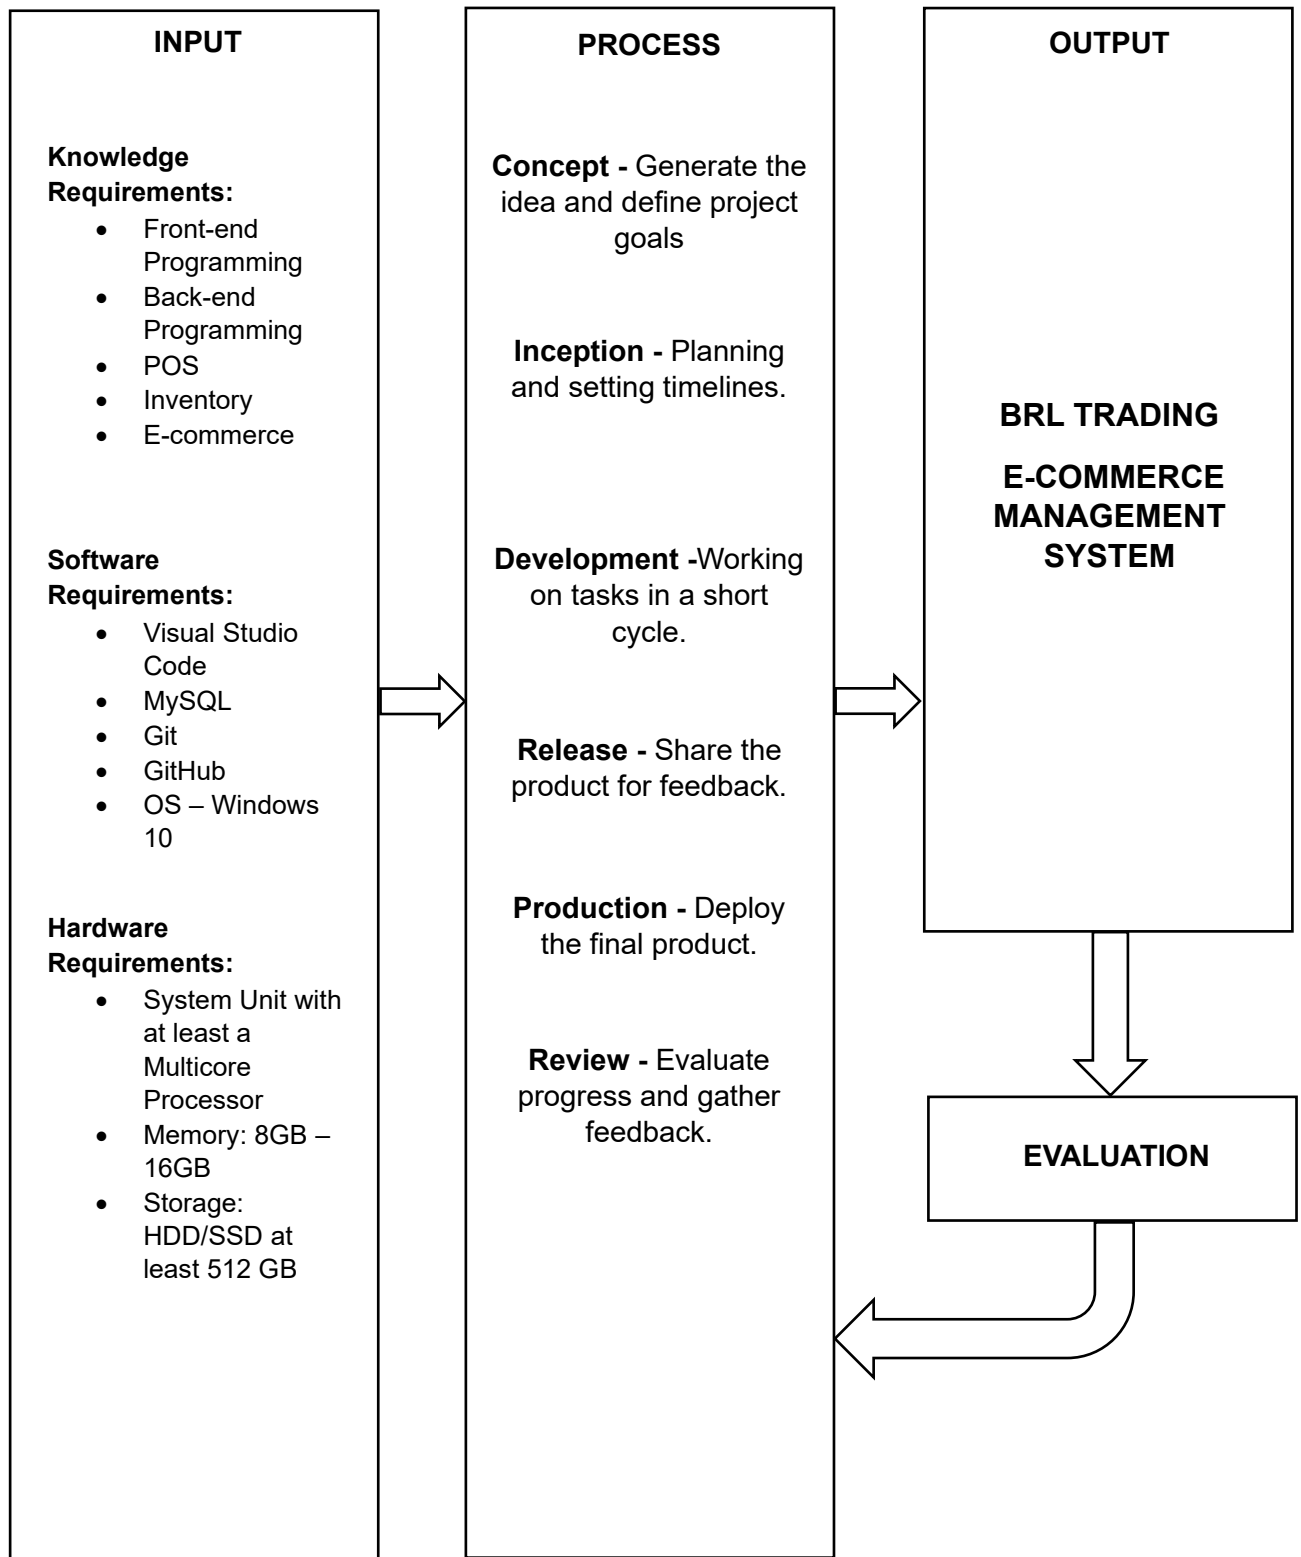 INPUT
Knowledge
Requirements:
• Front-end
Programming
• Back-end
Programming
• POS
• Inventory
• E-commerce
Software
Requirements:
• Visual Studio
Code
• MySQL
• Git
• GitHub
• OS – Windows
10
Hardware
Requirements:
• System Unit with
at least a
Multicore
Processor
• Memory: 8GB –
16GB
• Storage:
HDD/SSD at
least 512 GB
PROCESS
Concept - Generate the
idea and define project
goals
Inception - Planning
and setting timelines.
Development -Working
on tasks in a short
cycle.
Release - Share the
product for feedback.
Production - Deploy
the final product.
Review - Evaluate
progress and gather
feedback.
OUTPUT
BRL TRADING
E-COMMERCE
MANAGEMENT
SYSTEM
EVALUATION